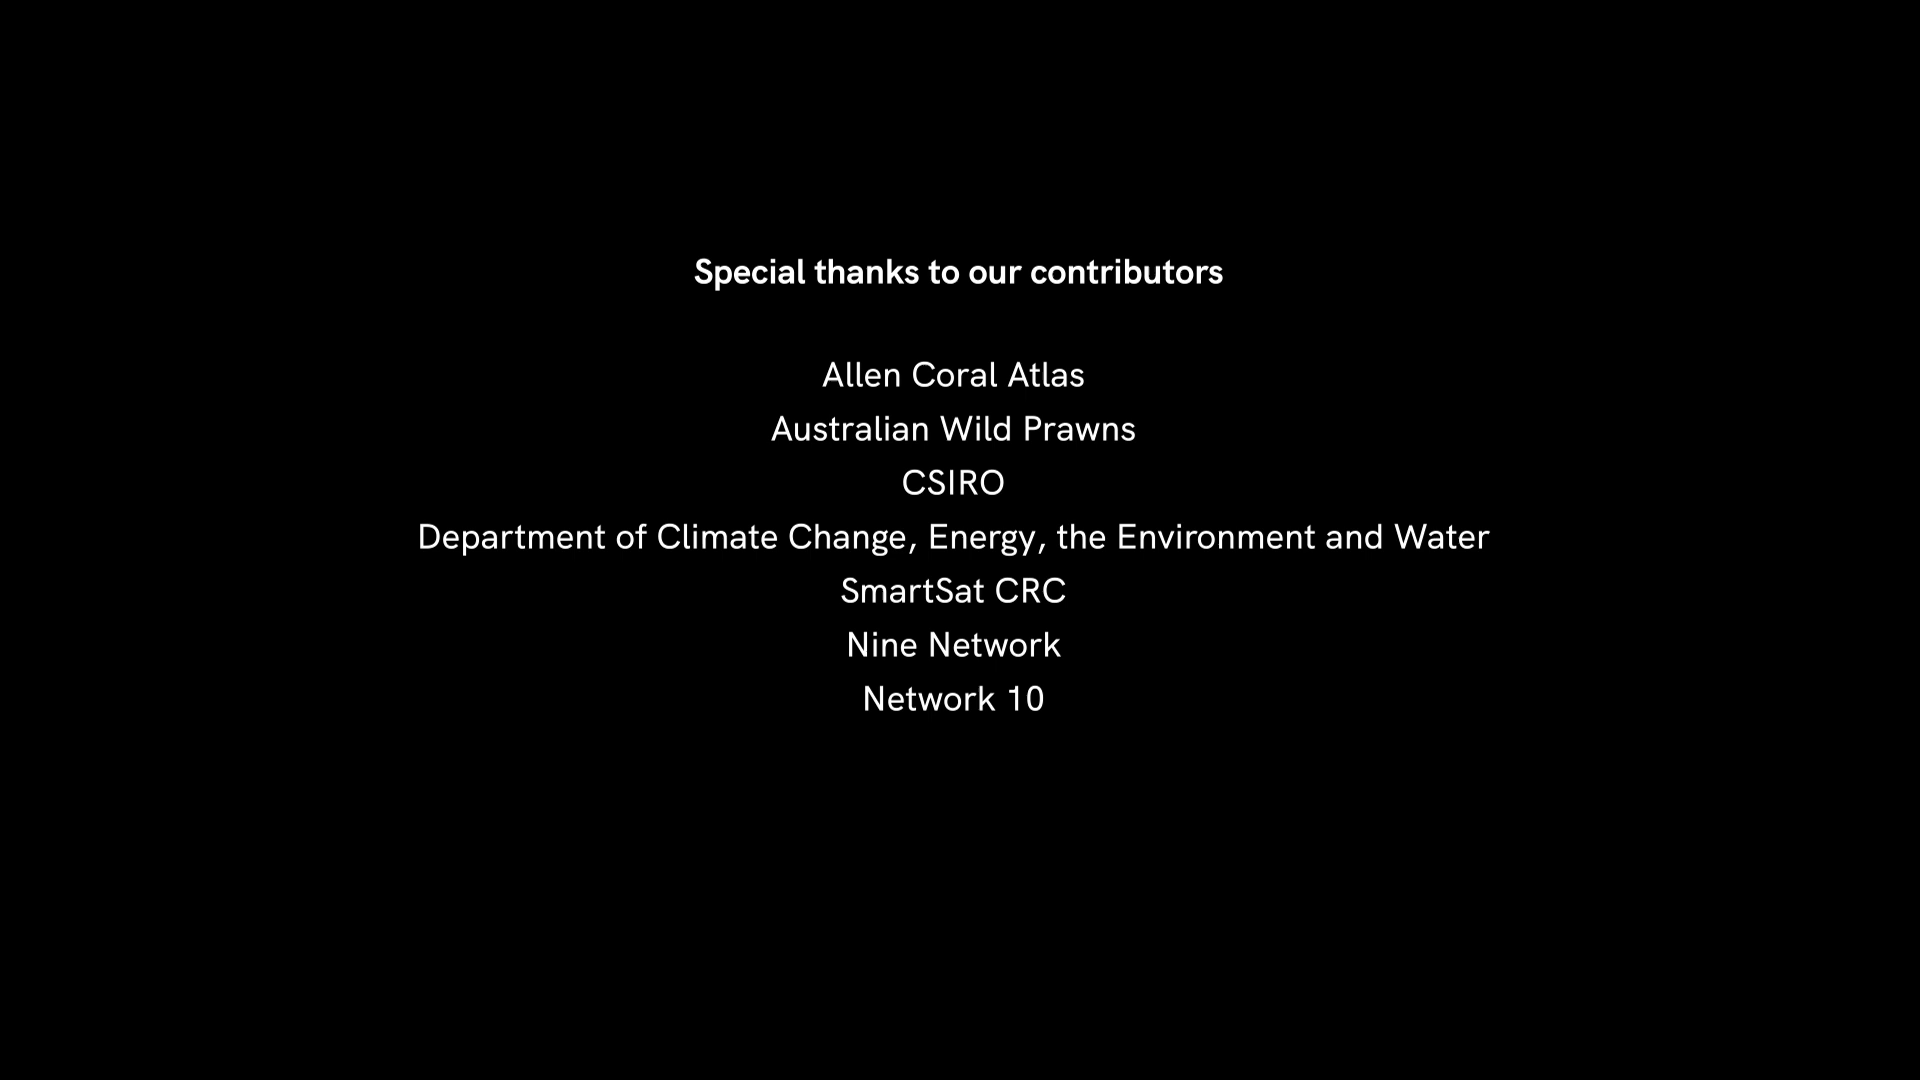 Special thanks to our contributors
Allen Coral Atlas
Australian Wild Prawns
CSIRO
Department of Climate Change, Energy, the Environment and Water
SmartSat CRC
Nine Network
Network 10